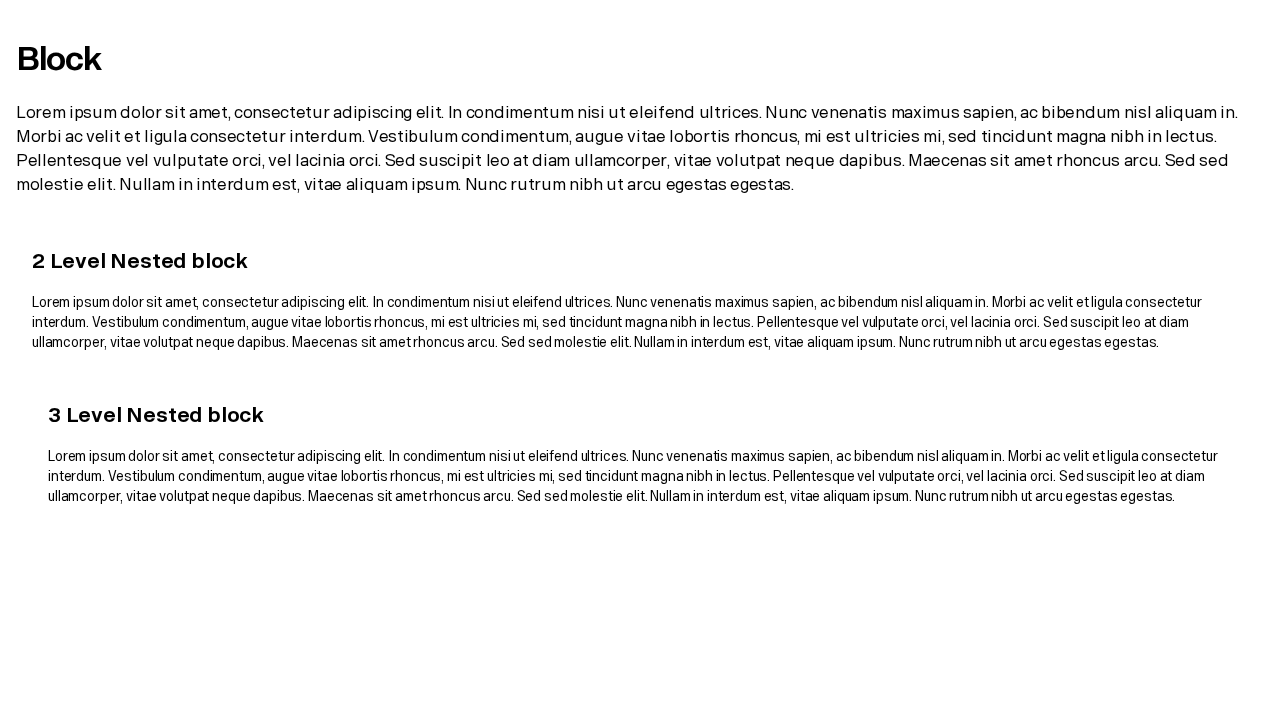 Block
Lorem ipsum dolor sit amet, consectetur adipiscing elit. In condimentum nisi ut eleifend ultrices. Nunc venenatis maximus sapien, ac bibendum nisl aliquam in.
Morbi ac velit et ligula consectetur interdum. Vestibulum condimentum, augue vitae lobortis rhoncus, mi est ultricies mi, sed tincidunt magna nibh in lectus.
Pellentesque vel vulputate orci, vel lacinia orci. Sed suscipit leo at diam ullamcorper, vitae volutpat neque dapibus. Maecenas sit amet rhoncus arcu. Sed sed
molestie elit. Nullam in interdum est, vitae aliquam ipsum. Nunc rutrum nibh ut arcu egestas egestas.
2 Level Nested block
Lorem ipsum dolor sit amet, consectetur adipiscing elit. In condimentum nisi ut eleifend ultrices. Nunc venenatis maximus sapien, ac bibendum nisl aliquam in. Morbi ac velit et ligula consectetur
interdum. Vestibulum condimentum, augue vitae lobortis rhoncus, mi est ultricies mi, sed tincidunt magna nibh in lectus. Pellentesque vel vulputate orci, vel lacinia orci. Sed suscipit leo at diam
ullamcorper, vitae volutpat neque dapibus. Maecenas sit amet rhoncus arcu. Sed sed molestie elit. Nullam in interdum est, vitae aliquam ipsum. Nunc rutrum nibh ut arcu egestas egestas.
3 Level Nested block
Lorem ipsum dolor sit amet, consectetur adipiscing elit. In condimentum nisi ut eleifend ultrices. Nunc venenatis maximus sapien, ac bibendum nisl aliquam in. Morbi ac velit et ligula consectetur
interdum. Vestibulum condimentum, augue vitae lobortis rhoncus, mi est ultricies mi, sed tincidunt magna nibh in lectus. Pellentesque vel vulputate orci, vel lacinia orci. Sed suscipit leo at diam
ullamcorper, vitae volutpat neque dapibus. Maecenas sit amet rhoncus arcu. Sed sed molestie elit. Nullam in interdum est, vitae aliquam ipsum. Nunc rutrum nibh ut arcu egestas egestas.